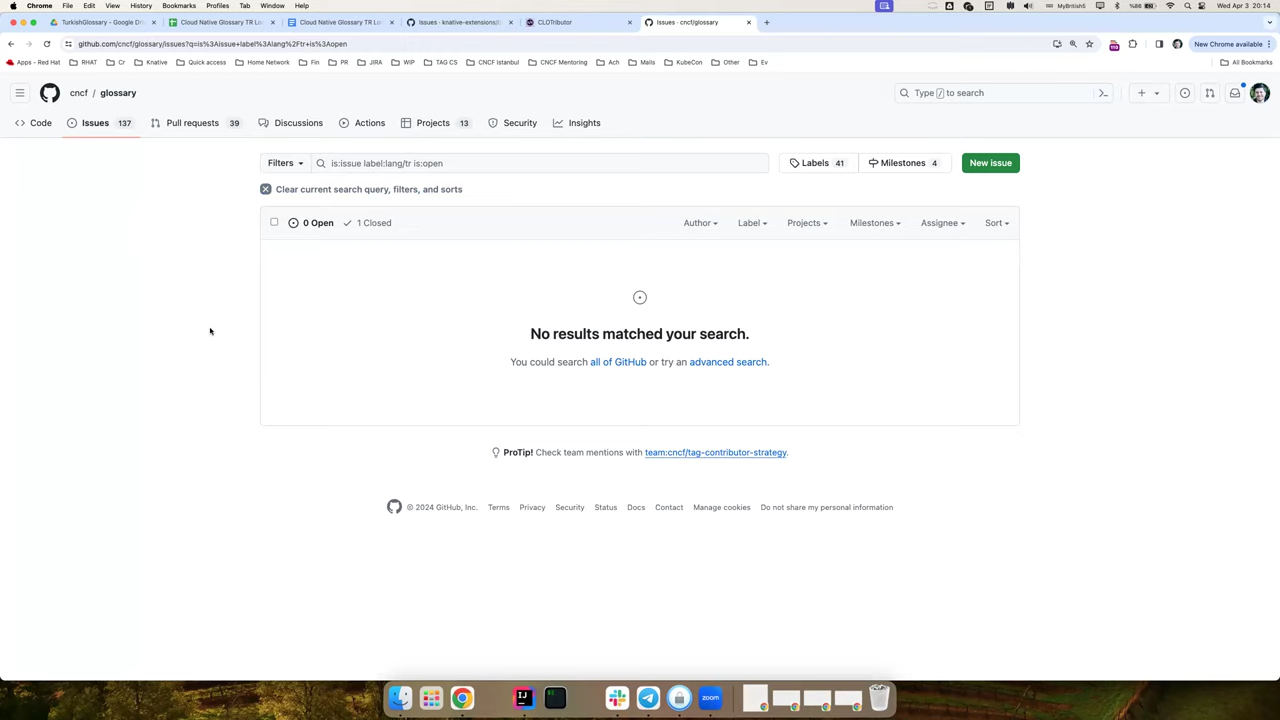 Chrome File Edit View History Bookmarks Profiles Tab Window Help
MyBritish5 %86 Wed Apr 3 20:14
TurkishGlossary - Google Dri Cloud Native Glossary TR Lo Cloud Native Glossary TR Lo Issues · knative-extensions/ CLOTributor Issues · cncf/glossary
github.com/cncf/glossary/issues?q=is%3Aissue+label%3Alang%2Ftr+is%3Aopen
New Chrome available
Apps - Red Hat RHAT Cr Knative Quick access Home Network Fin PR JIRA WIP TAG CS CNCF istanbul CNCF Mentoring Ach Mails KubeCon Other Ev All Bookmarks
cncf / glossary
Type / to search
Code Issues 137 Pull requests 39 Discussions Actions Projects 13 Security Insights
Filters is:issue label:lang/tr is:open Labels 41 Milestones 4 New issue
Clear current search query, filters, and sorts
0 Open 1 Closed Author Label Projects Milestones Assignee Sort
No results matched your search.
You could search all of GitHub or try an advanced search.
ProTip! Check team mentions with team:cncf/tag-contributor-strategy.
© 2024 GitHub, Inc. Terms Privacy Security Status Docs Contact Manage cookies Do not share my personal information
IJ zoom